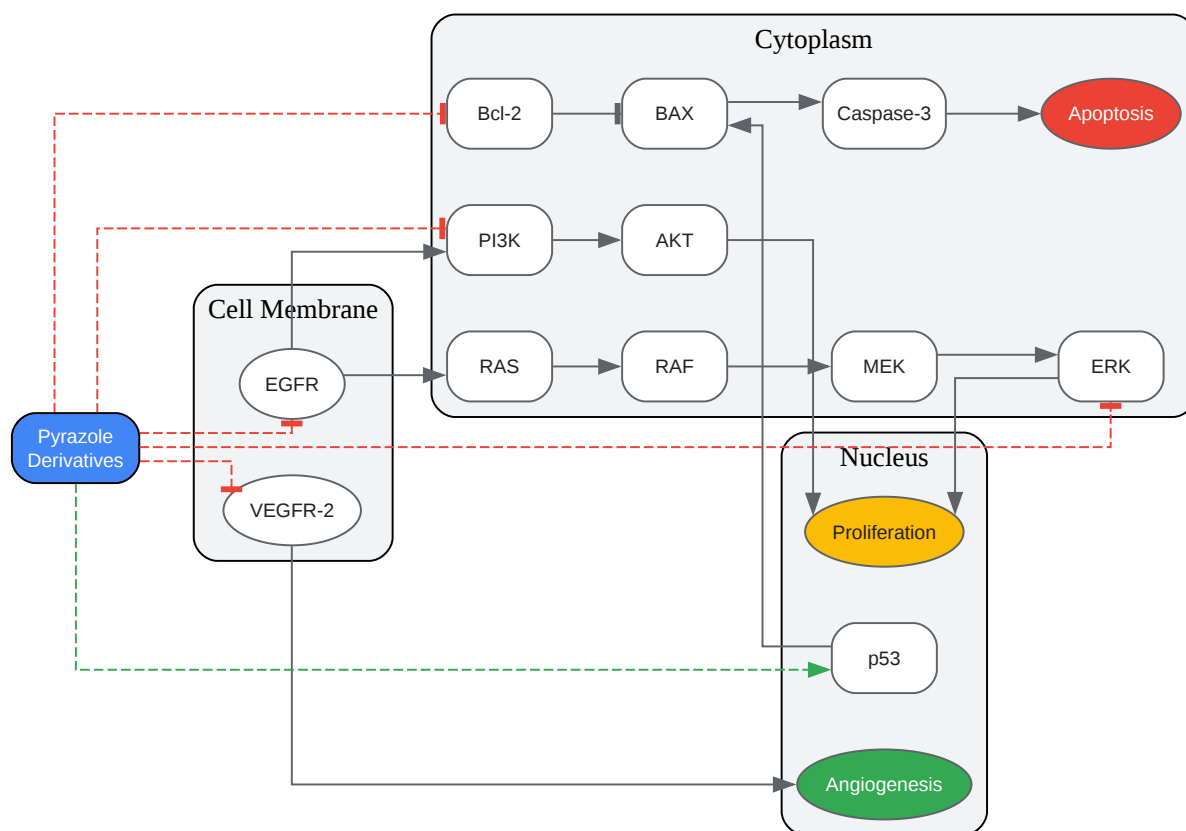 Cytoplasm
Bcl-2
BAX
Caspase-3
Apoptosis
PI3K
AKT
Cell Membrane
EGFR
RAS
RAF
MEK
ERK
Pyrazole
Derivatives
Nucleus
VEGFR-2
Proliferation
p53
Angiogenesis